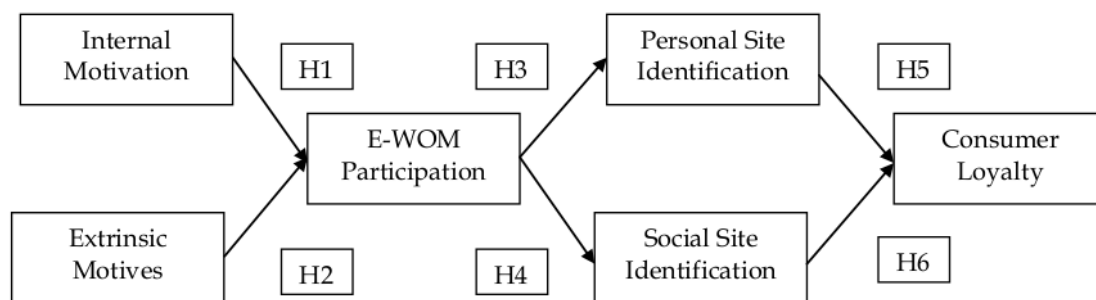 Internal
Motivation
H1
H3
Personal Site
Identification
H5
E-WOM
Participation
Consumer
Loyalty
Extrinsic
Motives
H2
H4
Social Site
Identification
H6